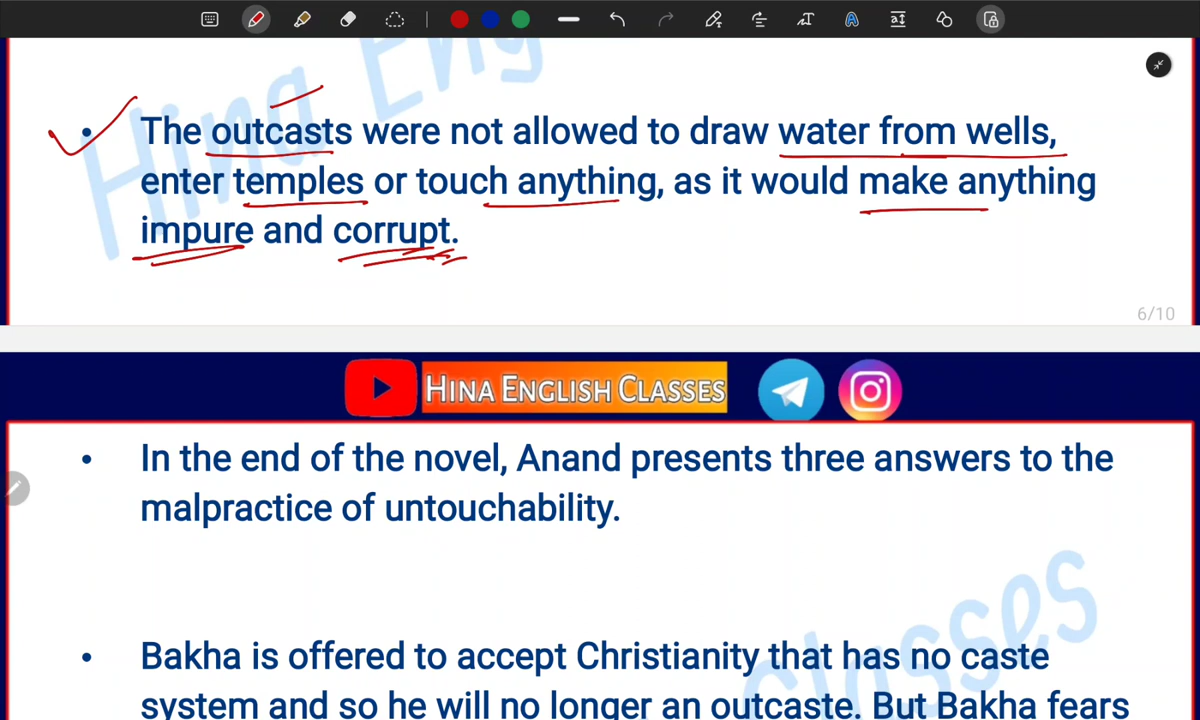 Hina Eng
• The outcasts were not allowed to draw water from wells,
enter temples or touch anything, as it would make anything
impure and corrupt.
6/10
HINA ENGLISH CLASSES
• In the end of the novel, Anand presents three answers to the
malpractice of untouchability.
classes
• Bakha is offered to accept Christianity that has no caste
system and so he will no longer an outcaste. But Bakha fears